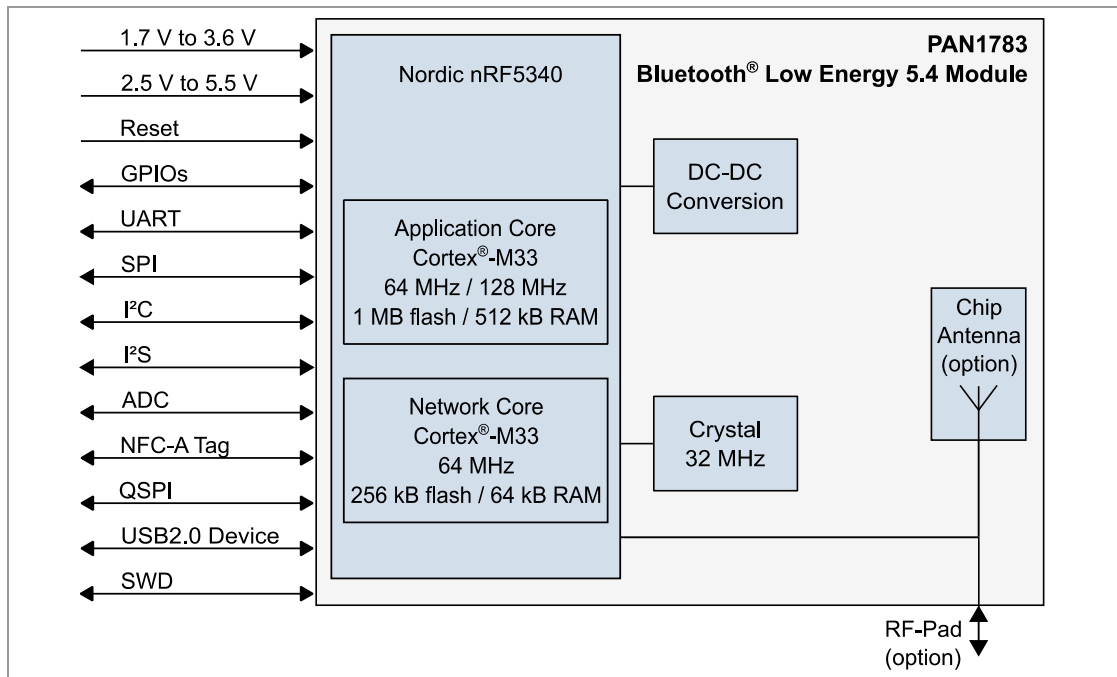 1.7 V to 3.6 V
2.5 V to 5.5 V
Reset
GPIOs
UART
SPI
I²C
I²S
ADC
NFC-A Tag
QSPI
USB2.0 Device
SWD
Nordic nRF5340
Application Core
Cortex®-M33
64 MHz / 128 MHz
1 MB flash / 512 kB RAM
Network Core
Cortex®-M33
64 MHz
256 kB flash / 64 kB RAM
PAN1783
Bluetooth® Low Energy 5.4 Module
DC-DC
Conversion
Crystal
32 MHz
Chip
Antenna
(option)
RF-Pad
(option)